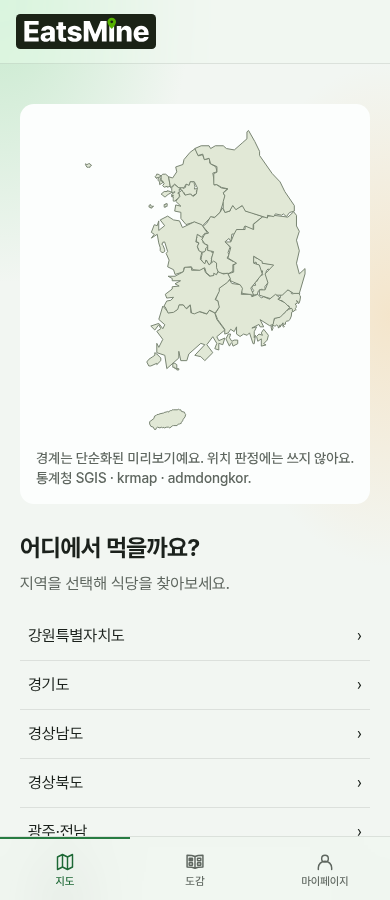 EatsMine
경계는 단순화된 미리보기예요. 위치 판정에는 쓰지 않아요.
통계청 SGIS · krmap · admdongkor.
어디에서 먹을까요?
지역을 선택해 식당을 찾아보세요.
강원특별자치도 ›
경기도 ›
경상남도 ›
경상북도 ›
광주·전남 ›
지도 도감 마이페이지